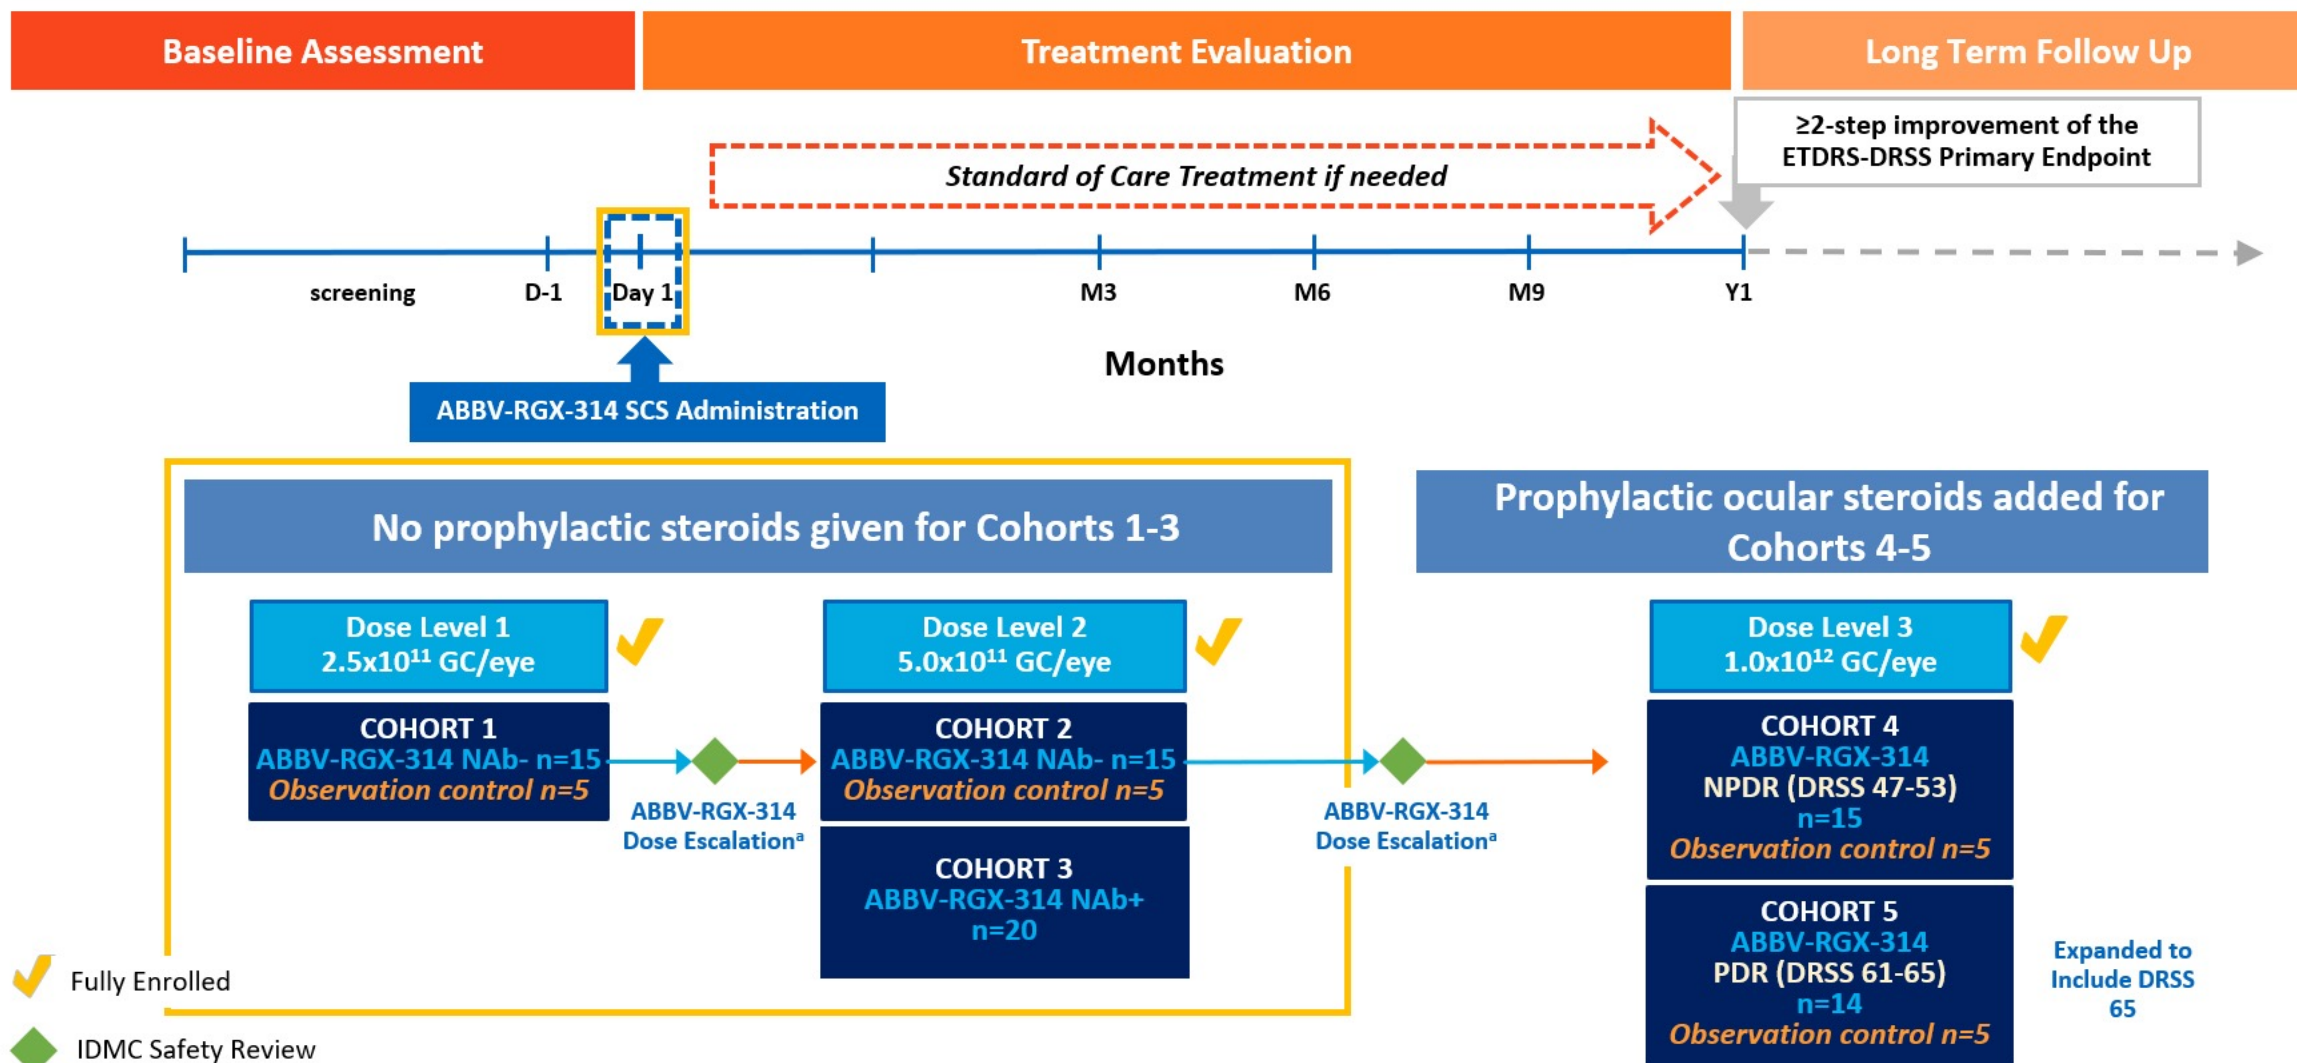 Baseline Assessment
Treatment Evaluation
Long Term Follow Up
≥2-step improvement of the
ETDRS-DRSS Primary Endpoint
Standard of Care Treatment if needed
screening
D-1
Day 1
M3
M6
M9
Y1
Months
ABBV-RGX-314 SCS Administration
No prophylactic steroids given for Cohorts 1-3
Prophylactic ocular steroids added for
Cohorts 4-5
Dose Level 1
2.5x10¹¹ GC/eye
COHORT 1
ABBV-RGX-314 NAb- n=15
Observation control n=5
ABBV-RGX-314
Dose Escalationᵃ
Dose Level 2
5.0x10¹¹ GC/eye
COHORT 2
ABBV-RGX-314 NAb- n=15
Observation control n=5
COHORT 3
ABBV-RGX-314 NAb+
n=20
ABBV-RGX-314
Dose Escalationᵃ
Dose Level 3
1.0x10¹² GC/eye
COHORT 4
ABBV-RGX-314
NPDR (DRSS 47-53)
n=15
Observation control n=5
COHORT 5
ABBV-RGX-314
PDR (DRSS 61-65)
n=14
Observation control n=5
Expanded to
Include DRSS
65
Fully Enrolled
IDMC Safety Review